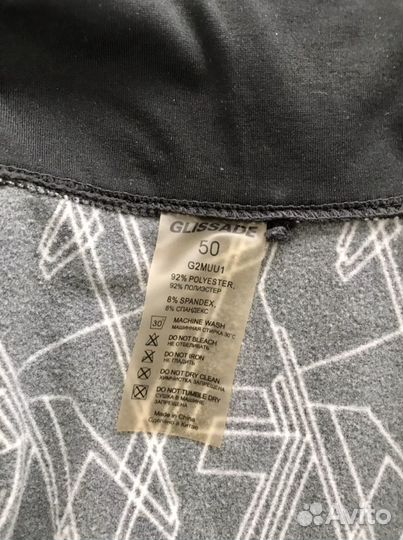 GLISSADE
50
G2MUU1
92% POLYESTER,
92% ПОЛИЭСТЕР
8% SPANDEX,
8% СПАНДЕКС
30 MACHINE WASH
МАШИННАЯ СТИРКА 30°C
DO NOT BLEACH
НЕ ОТБЕЛИВАТЬ
DO NOT IRON
НЕ ГЛАДИТЬ
DO NOT DRY CLEAN
ХИМЧИСТКА ЗАПРЕЩЕНА
DO NOT TUMBLE DRY
СУШКА В МАШИНЕ
ЗАПРЕЩЕНА
Made in China
Сделано в Китае
Avito